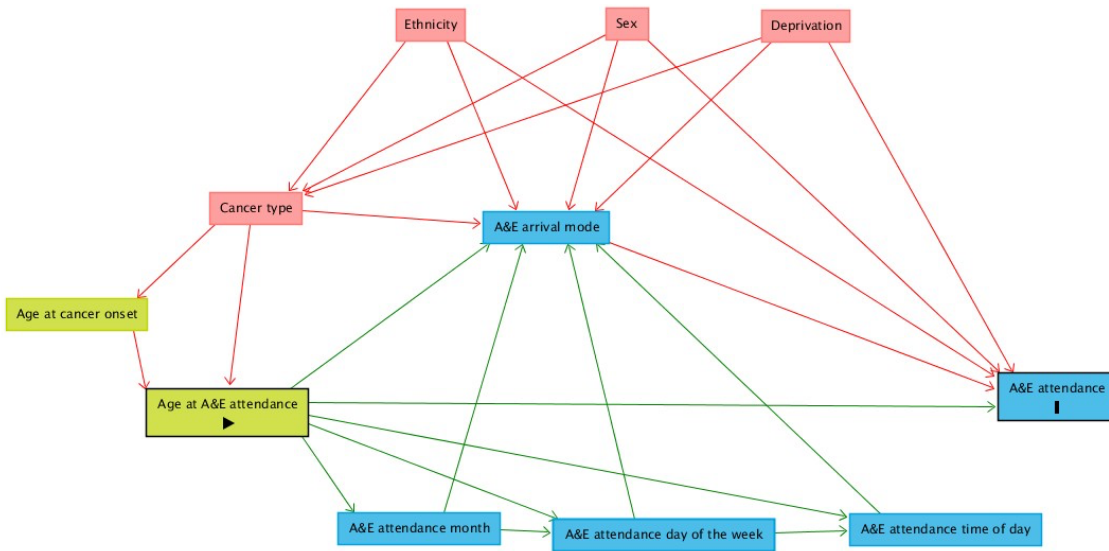 Ethnicity
Sex
Deprivation
Cancer type
A&E arrival mode
Age at cancer onset
Age at A&E attendance
A&E attendance
A&E attendance month
A&E attendance day of the week
A&E attendance time of day